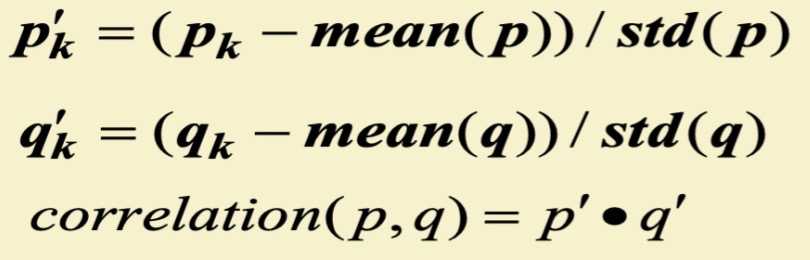 p′ₖ = (pₖ − mean(p)) / std(p)
q′ₖ = (qₖ − mean(q)) / std(q)
correlation(p, q) = p′ • q′